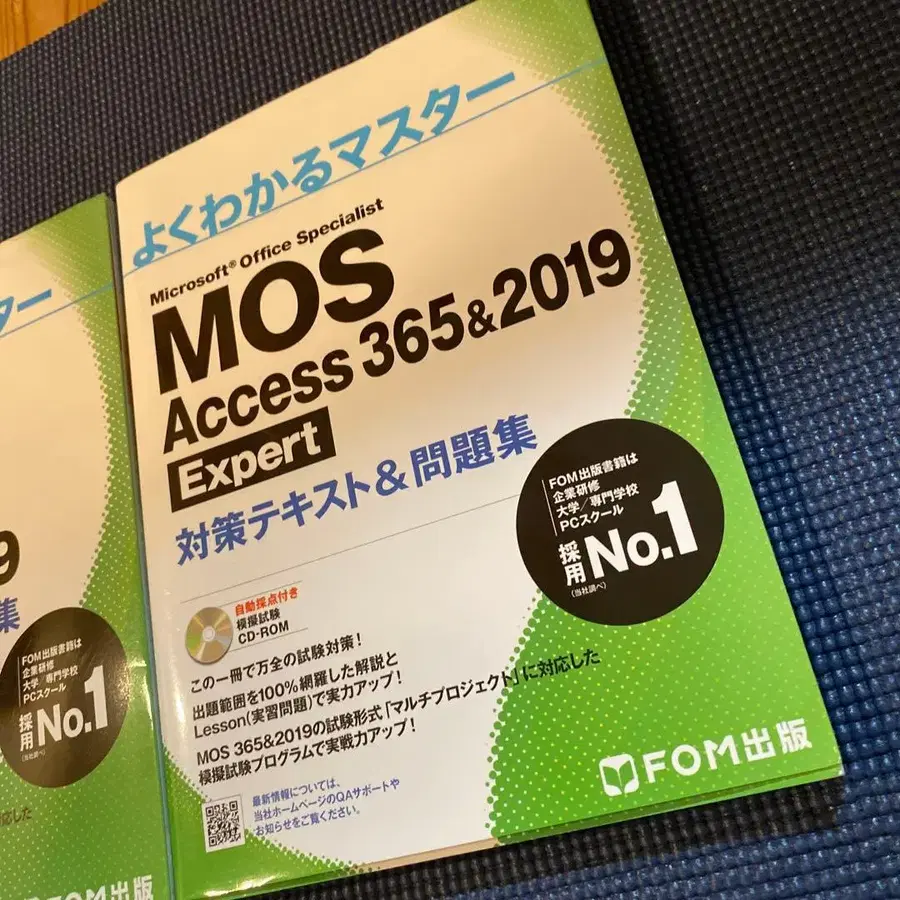 よくわかるマスター
Microsoft® Office Specialist
MOS
Access 365&2019
Expert
対策テキスト&問題集
FOM出版書籍は
企業研修
大学/専門学校
PCスクール
採用 No.1
(当社調べ)
自動採点付き
模擬試験
CD-ROM
この一冊で万全の試験対策！
出題範囲を100%網羅した解説と
Lesson(実習問題)で実力アップ！
MOS 365&2019の試験形式「マルチプロジェクト」に対応した
模擬試験プログラムで実戦力アップ！
最新情報については、
当社ホームページのQAサポートや
お知らせをご覧ください。
FOM出版
ター
9
集
FOM出版書籍は
企業研修
大学/専門学校
PCスクール
採用 No.1
(当社調べ)
対応した
FOM出版